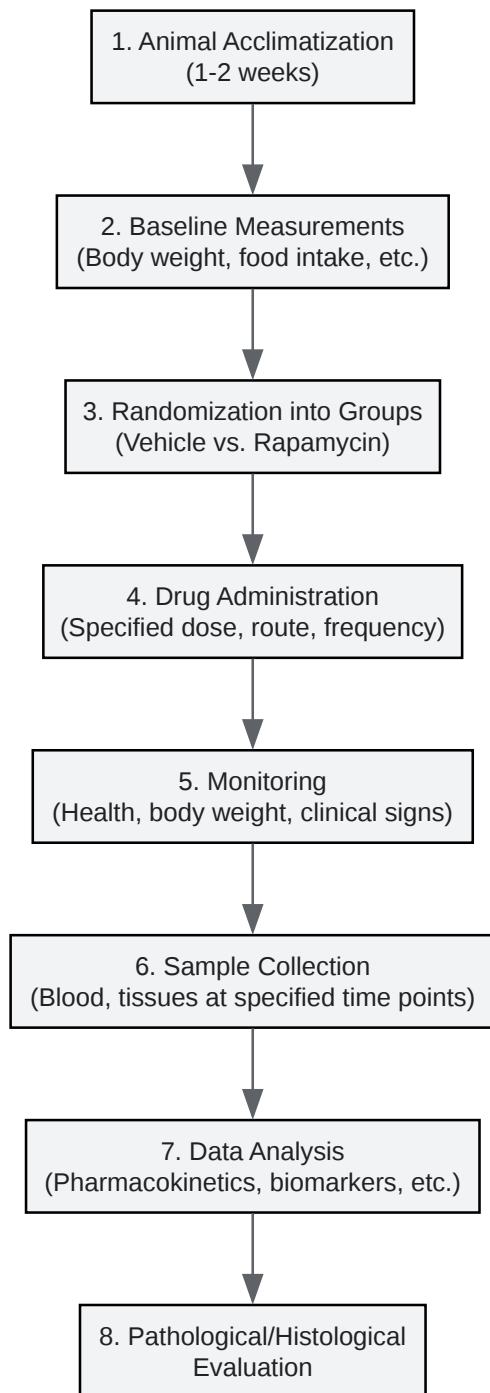 1. Animal Acclimatization
(1-2 weeks)
2. Baseline Measurements
(Body weight, food intake, etc.)
3. Randomization into Groups
(Vehicle vs. Rapamycin)
4. Drug Administration
(Specified dose, route, frequency)
5. Monitoring
(Health, body weight, clinical signs)
6. Sample Collection
(Blood, tissues at specified time points)
7. Data Analysis
(Pharmacokinetics, biomarkers, etc.)
8. Pathological/Histological
Evaluation